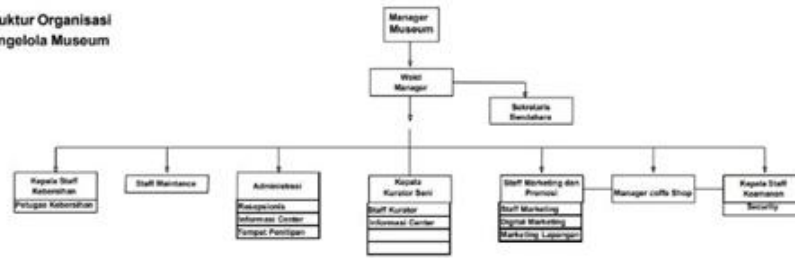 uktur Organisasi
ngelola Museum
Manager
Museum
Wakil
Manager
Sekretaris
Bendahara
Kepala Staff
Kebersihan
Petugas Kebersihan
Staff Maintance
Administrasi
Resepsionis
Informasi Center
Tempat Penitipan
Kepala
Kurator Seni
Staff Kurator
Informasi Center
Staff Marketing dan
Promosi
Staff Marketing
Digital Marketing
Marketing Lapangan
Manager coffe Shop
Kepala Staff
Keamanan
Security